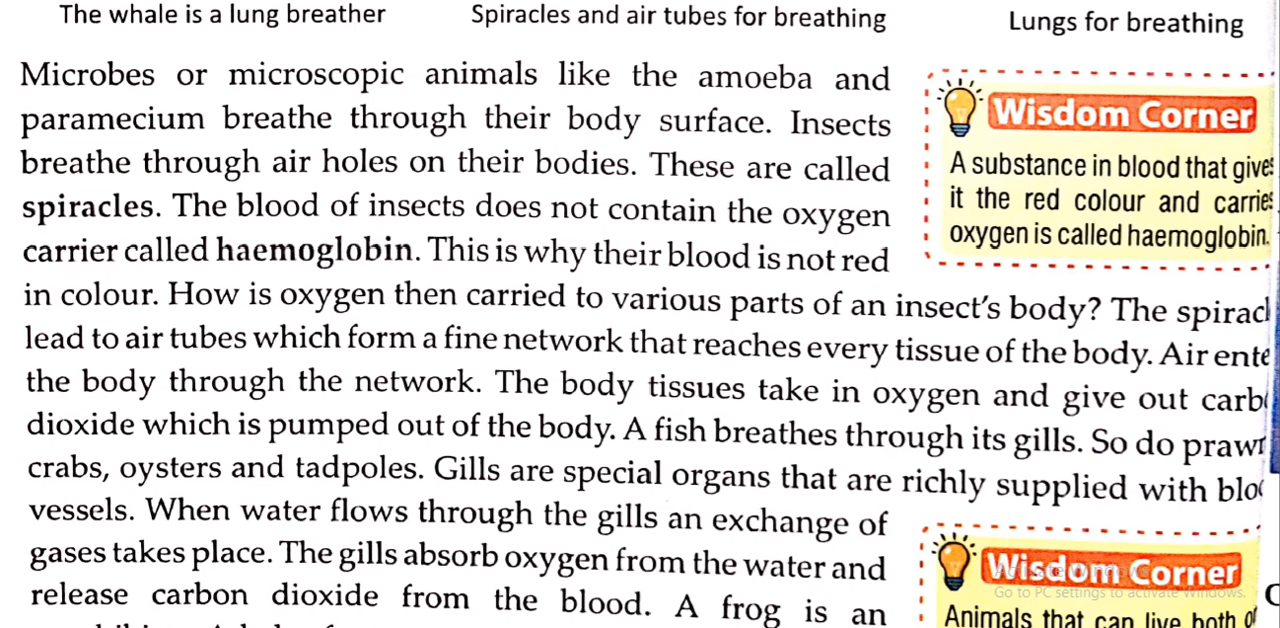 The whale is a lung breather
Spiracles and air tubes for breathing
Lungs for breathing
Microbes or microscopic animals like the amoeba and
paramecium breathe through their body surface. Insects
breathe through air holes on their bodies. These are called
spiracles. The blood of insects does not contain the oxygen
carrier called haemoglobin. This is why their blood is not red
in colour. How is oxygen then carried to various parts of an insect's body? The
lead to air tubes which form a fine network that reaches every tissue of the body. Air
the body through the network. The body tissues take in oxygen and give out
dioxide which is pumped out of the body. A fish breathes through its gills. So do
crabs, oysters and tadpoles. Gills are special organs that are richly supplied with
vessels. When water flows through the gills an exchange of
gases takes place. The gills absorb oxygen from the water and
release carbon dioxide from the blood. A frog is an
Wisdom Corner
A substance in blood that gives
it the red colour and carries
oxygen is called haemoglobin.
Wisdom Corner
Go to PC settings to activate Windows.
Animals that can live both